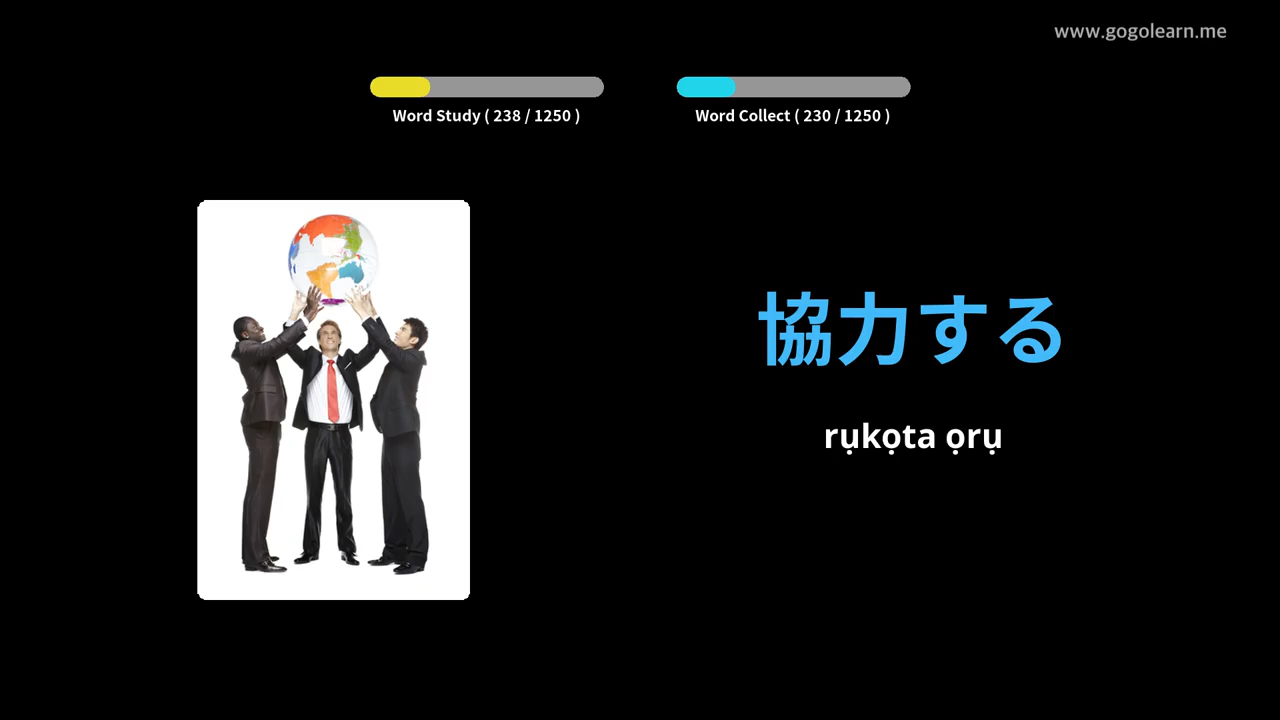 www.gogolearn.me
Word Study ( 238 / 1250 )
Word Collect ( 230 / 1250 )
協力する
rụkọta ọrụ